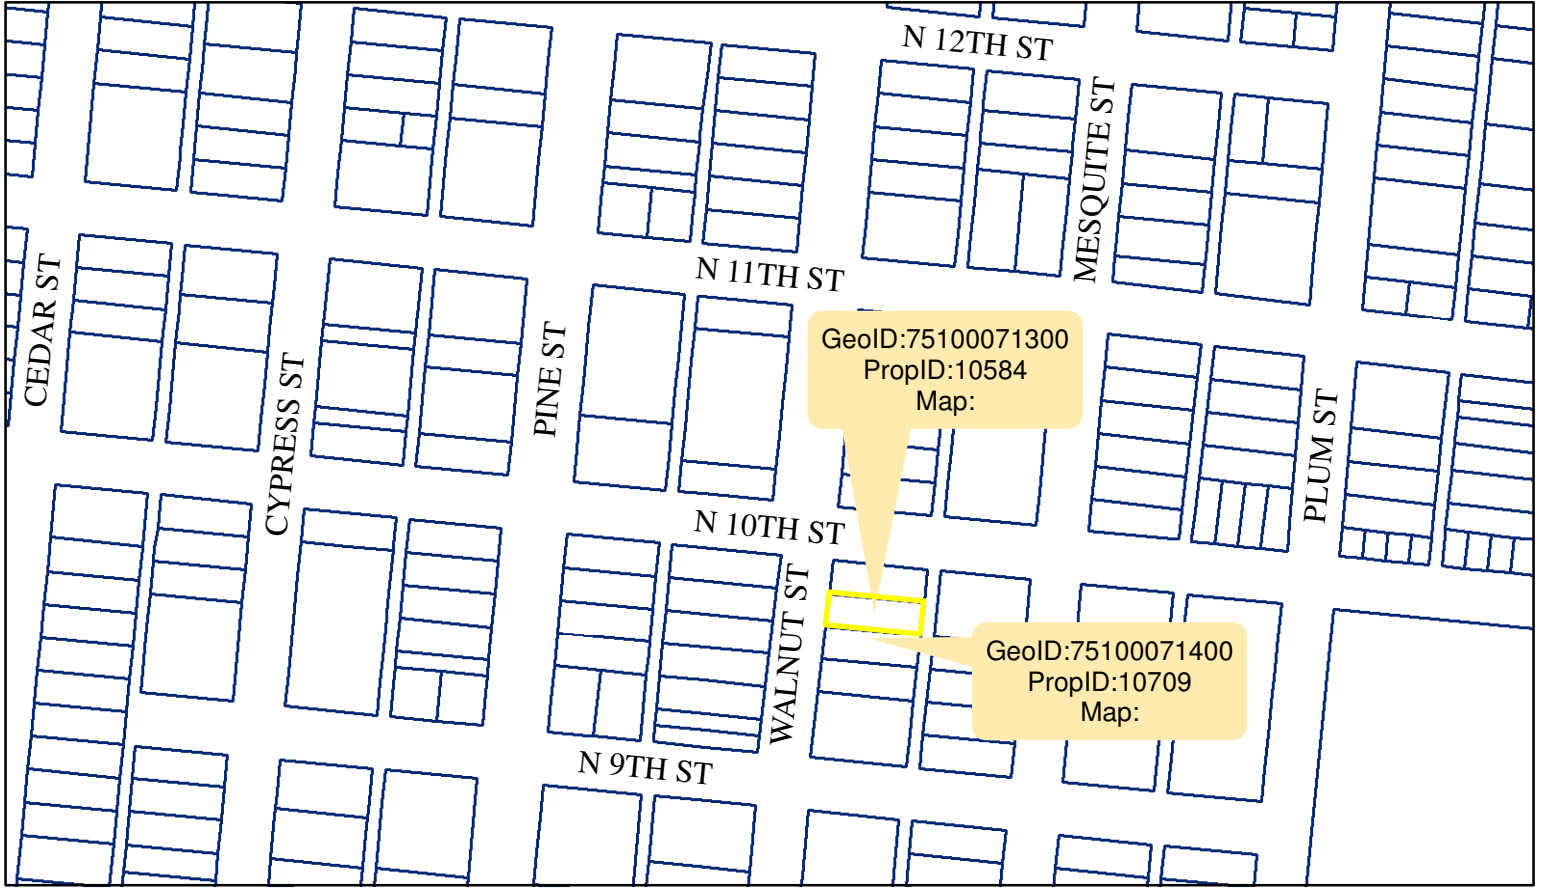 N 12TH ST
MESQUITE ST
N 11TH ST
CEDAR ST
GeoID:75100071300
PropID:10584
Map:
PINE ST
CYPRESS ST
PLUM ST
N 10TH ST
WALNUT ST
GeoID:75100071400
PropID:10709
Map:
N 9TH ST